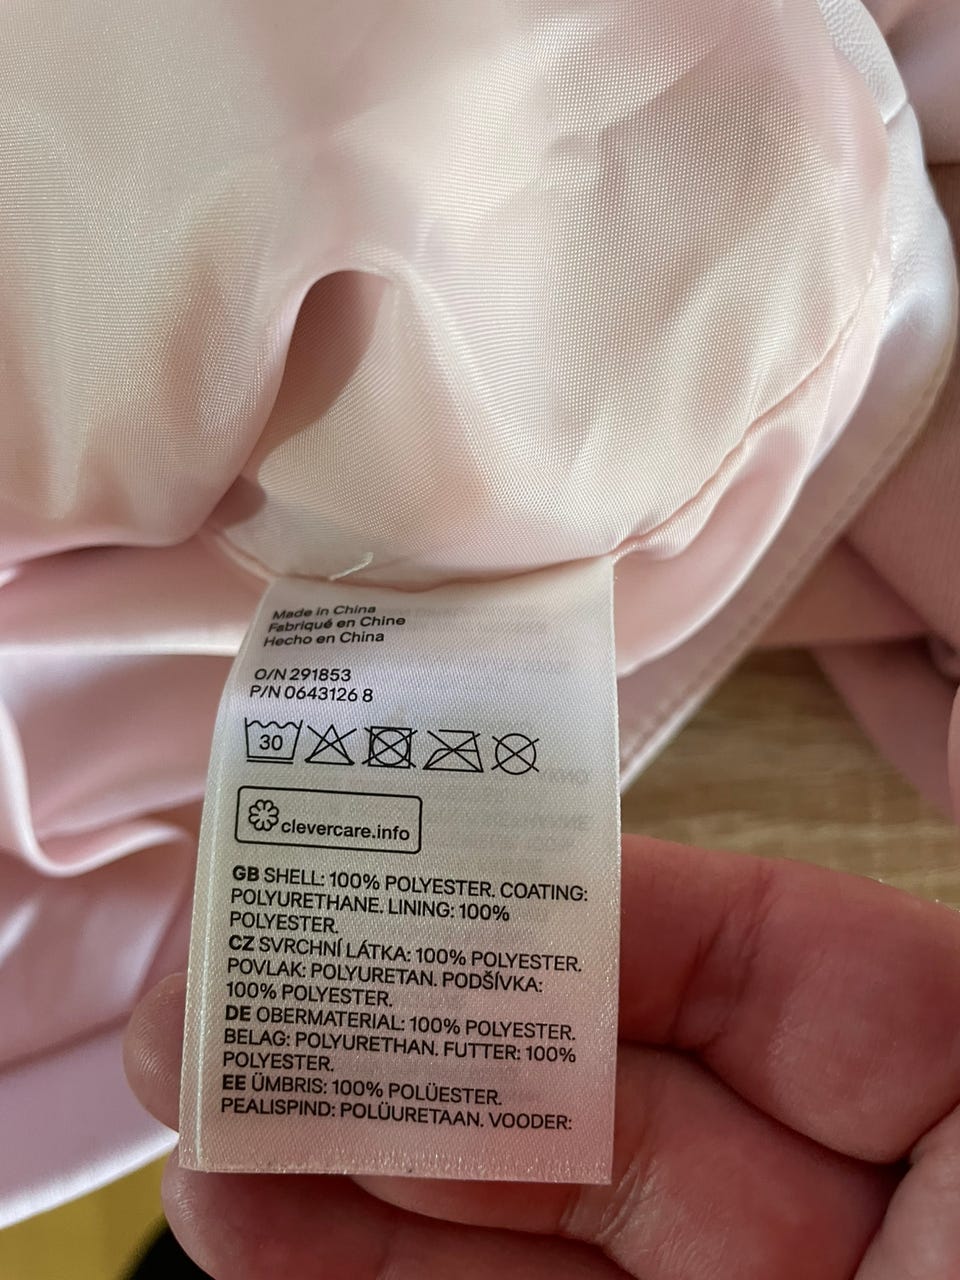 Made in China
Fabriqué en Chine
Hecho en China
O/N 291853
P/N 0643126 8
30
clevercare.info
GB SHELL: 100% POLYESTER. COATING:
POLYURETHANE. LINING: 100%
POLYESTER.
CZ SVRCHNÍ LÁTKA: 100% POLYESTER.
POVLAK: POLYURETAN. PODŠÍVKA:
100% POLYESTER.
DE OBERMATERIAL: 100% POLYESTER.
BELAG: POLYURETHAN. FUTTER: 100%
POLYESTER.
EE ÜMBRIS: 100% POLÜESTER.
PEALISPIND: POLÜURETAAN. VOODER: